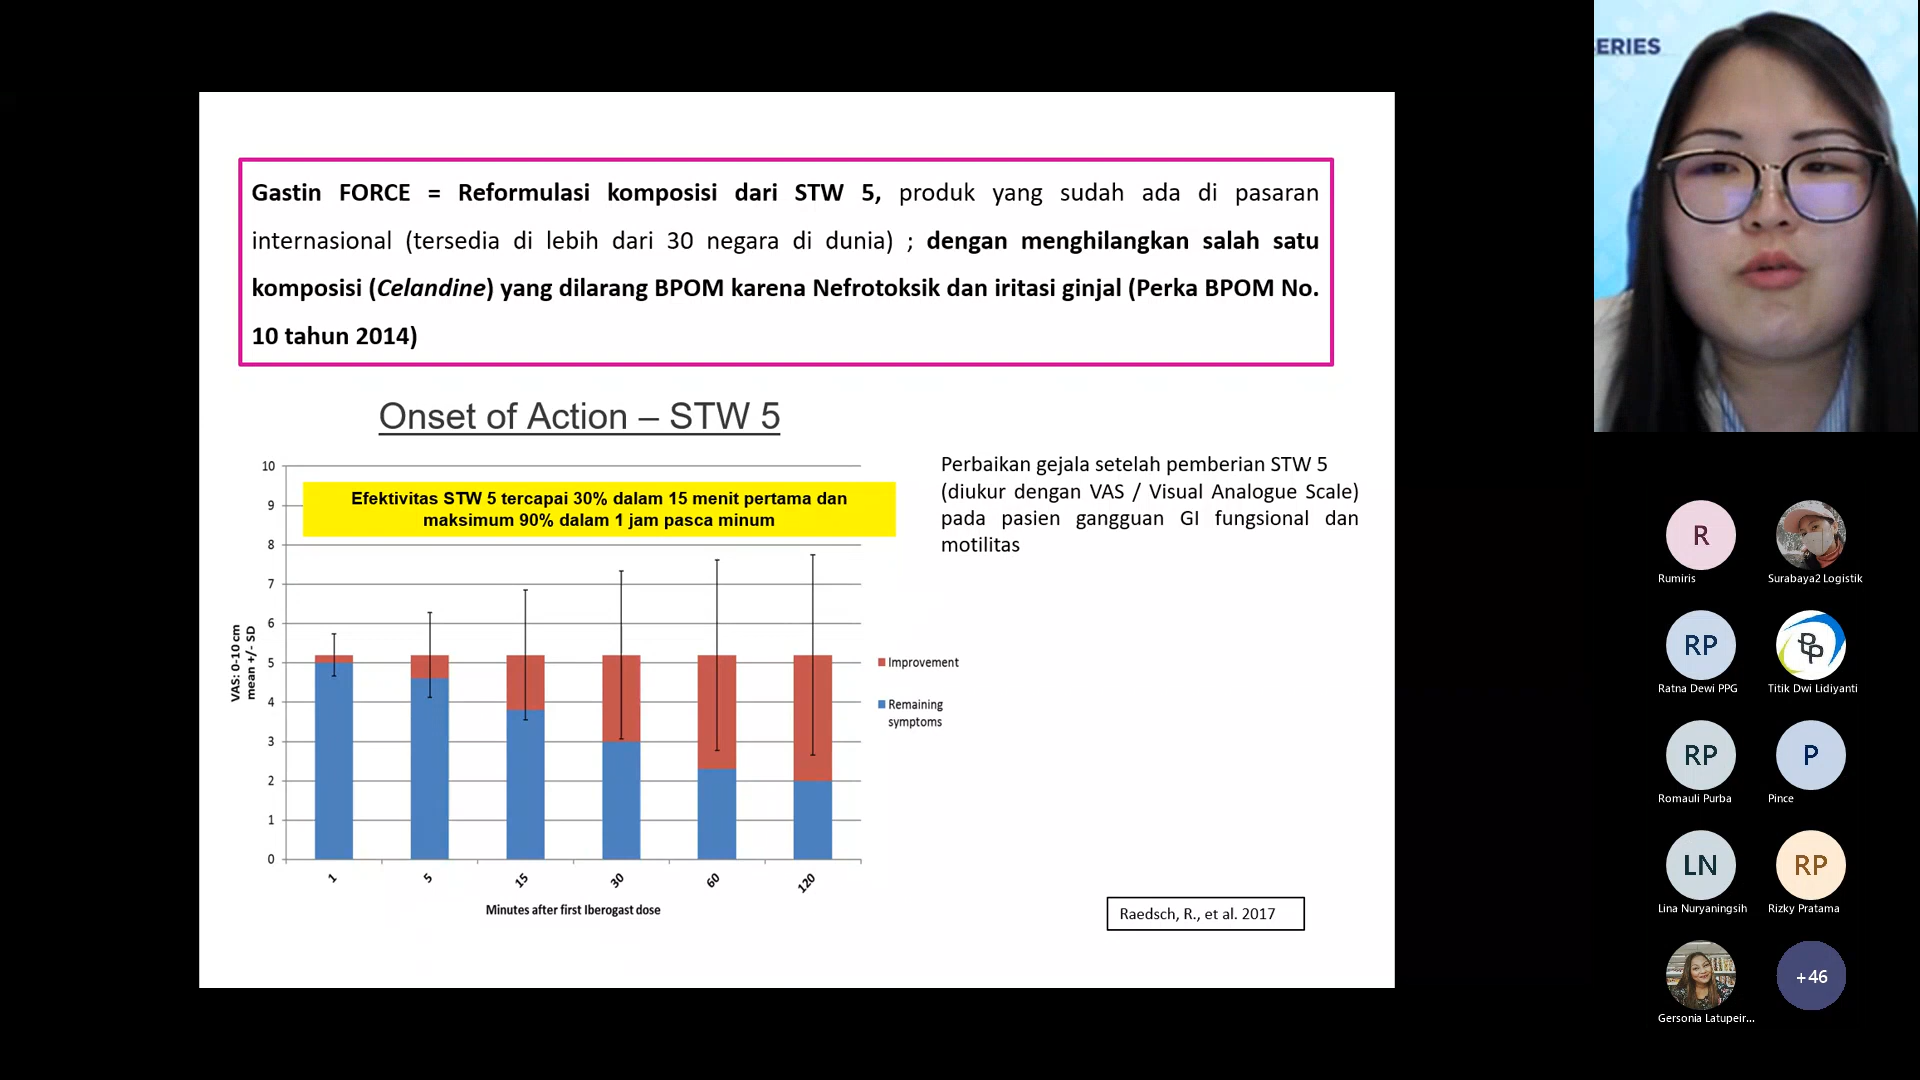 ERIES
Gastin FORCE = Reformulasi komposisi dari STW 5, produk yang sudah ada di pasaran
internasional (tersedia di lebih dari 30 negara di dunia) ; dengan menghilangkan salah satu
komposisi (Celandine) yang dilarang BPOM karena Nefrotoksik dan iritasi ginjal (Perka BPOM No.
10 tahun 2014)
Onset of Action – STW 5
Efektivitas STW 5 tercapai 30% dalam 15 menit pertama dan
maksimum 90% dalam 1 jam pasca minum
10
9
8
7
6
5
4
3
2
1
0
VAS: 0-10 cm
mean +/- SD
1
5
15
30
60
120
Minutes after first Iberogast dose
Improvement
Remaining
symptoms
Perbaikan gejala setelah pemberian STW 5
(diukur dengan VAS / Visual Analogue Scale)
pada pasien gangguan GI fungsional dan
motilitas
Raedsch, R., et al. 2017
R
Rumiris
Surabaya2 Logistik
RP
Ratna Dewi PPG
Titik Dwi Lidiyanti
RP
Romauli Purba
P
Pince
LN
Lina Nuryaningsih
RP
Rizky Pratama
Gersonia Latupeir...
+46